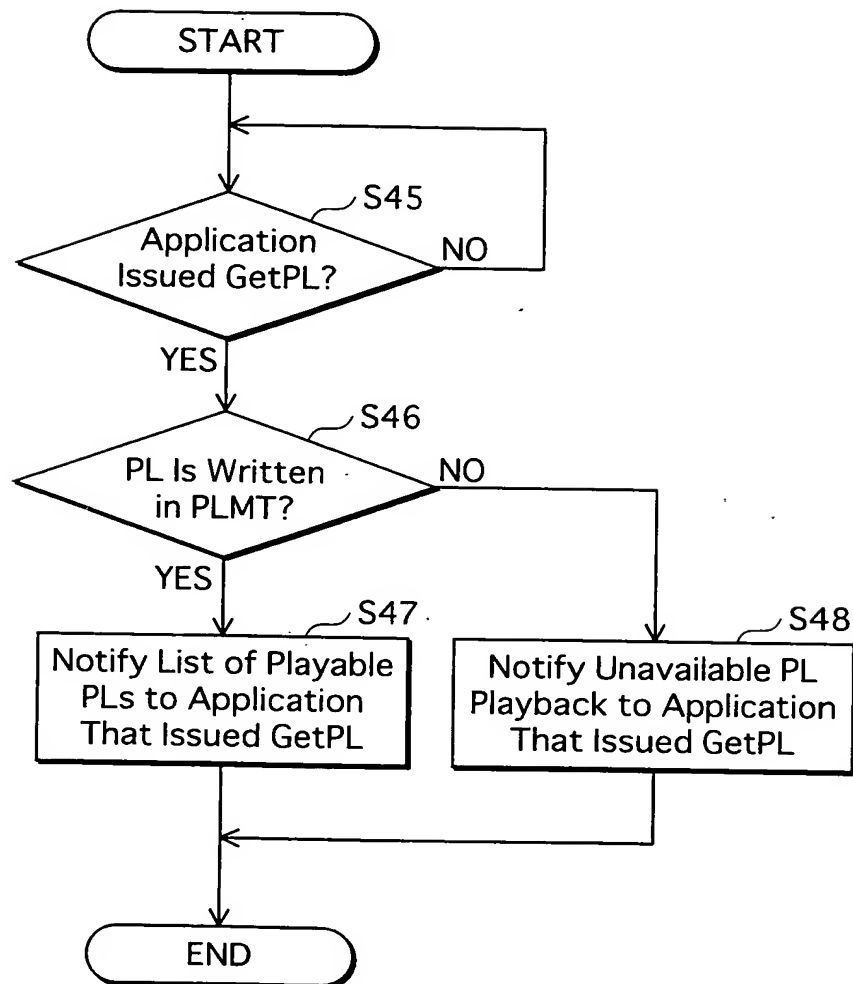 START
S45
Application
Issued GetPL?
NO
YES
S46
PL Is Written
in PLMT?
NO
YES
S47
Notify List of Playable
PLs to Application
That Issued GetPL
S48
Notify Unavailable PL
Playback to Application
That Issued GetPL
END